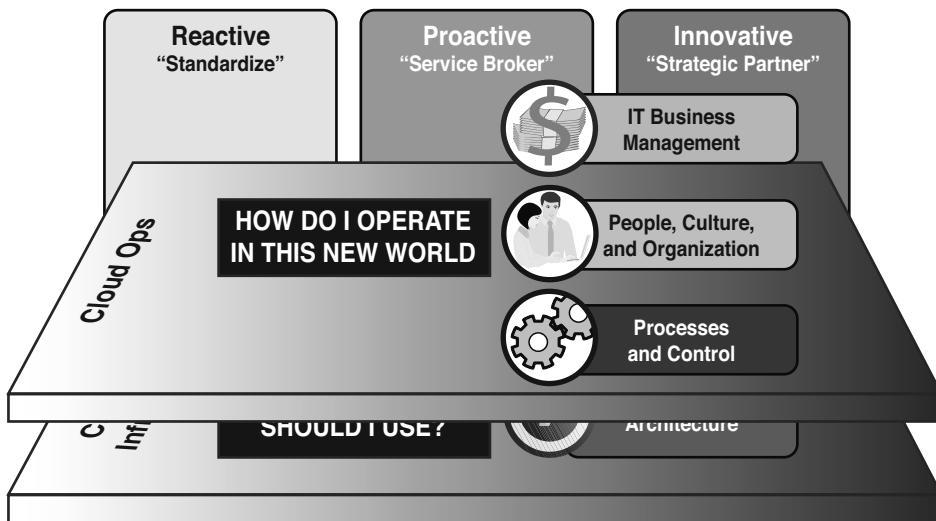 Reactive
“Standardize”
Proactive
“Service Broker”
Innovative
“Strategic Partner”
IT Business
Management
HOW DO I OPERATE
IN THIS NEW WORLD
People, Culture,
and Organization
Cloud Ops
Processes
and Control
SHOULD I USE?
Architecture